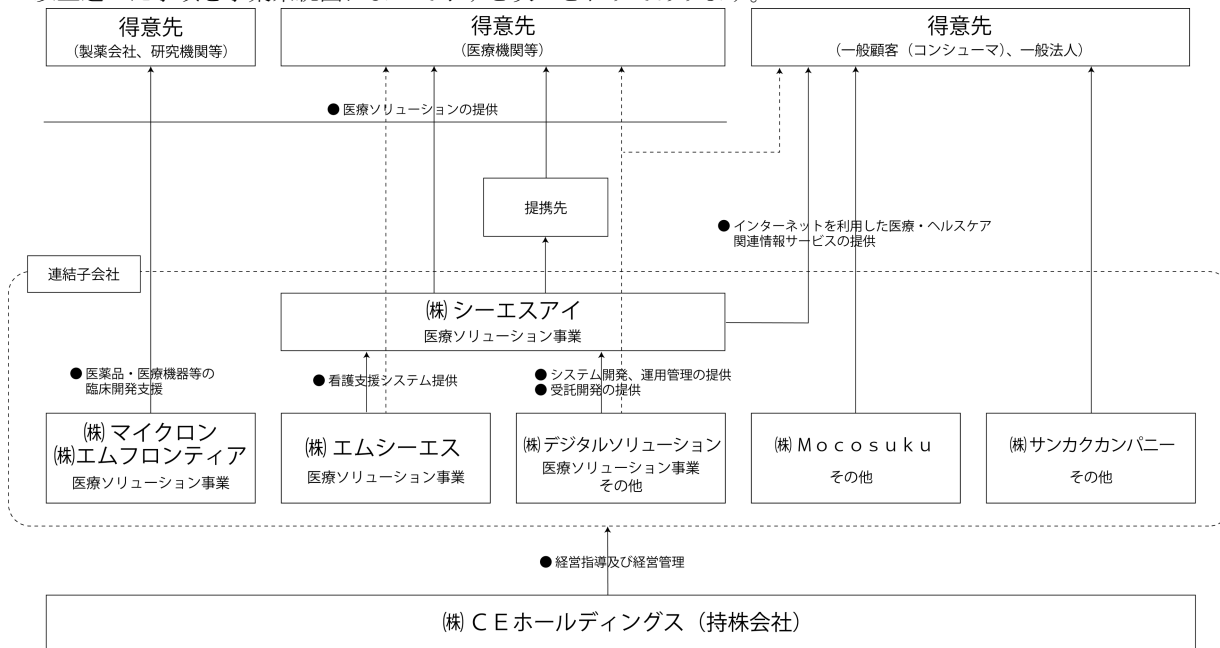 得意先
(製薬会社、研究機関等)
得意先
(医療機関等)
得意先
(一般顧客(コンシューマ)、一般法人)
● 医療ソリューションの提供
提携先
● インターネットを利用した医療・ヘルスケア
関連情報サービスの提供
連結子会社
㈱ シーエスアイ
医療ソリューション事業
● 医薬品・医療機器等の
臨床開発支援
● 看護支援システム提供
● システム開発、運用管理の提供
● 受託開発の提供
㈱ マイクロン
㈱エムフロンティア
医療ソリューション事業
㈱ エムシーエス
医療ソリューション事業
㈱ デジタルソリューション
医療ソリューション事業
その他
㈱ Ｍｏｃｏｓｕｋｕ
その他
㈱ サンカクカンパニー
その他
● 経営指導及び経営管理
㈱ ＣＥホールディングス（持株会社）